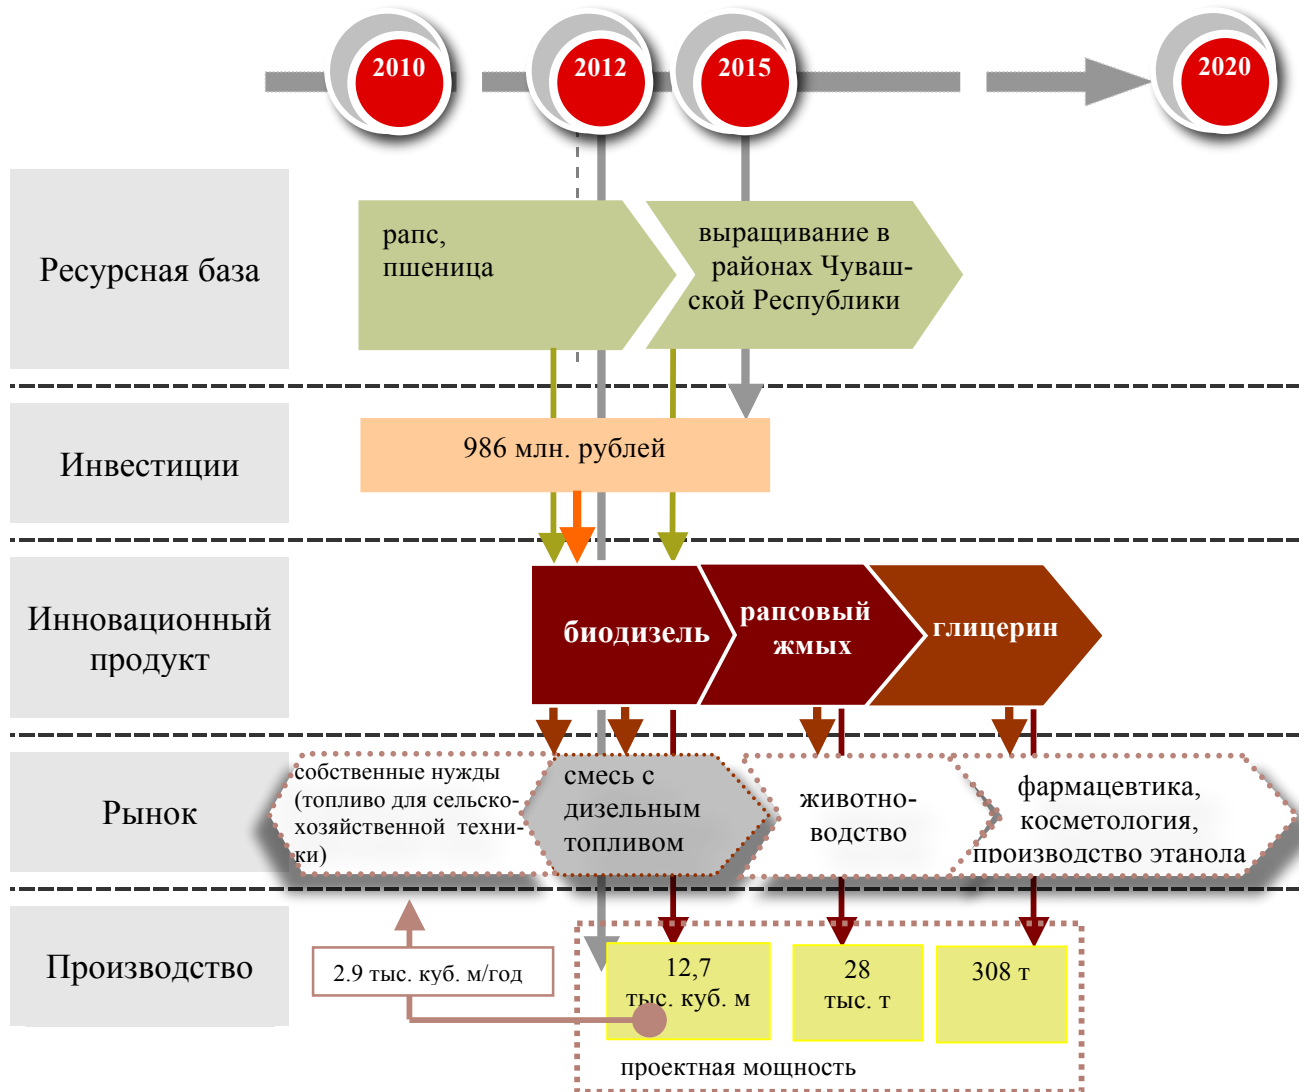 2010
2012
2015
2020
Ресурсная база
рапс,
пшеница
выращивание в
районах Чуваш-
ской Республики
Инвестиции
986 млн. рублей
Инновационный
продукт
биодизель
рапсовый
жмых
глицерин
Рынок
собственные нужды
(топливо для сельско-
хозяйственной техни-
ки)
смесь с
дизельным
топливом
животно-
водство
фармацевтика,
косметология,
производство этанола
Производство
2.9 тыс. куб. м/год
12,7
тыс. куб. м
28
тыс. т
308 т
проектная мощность